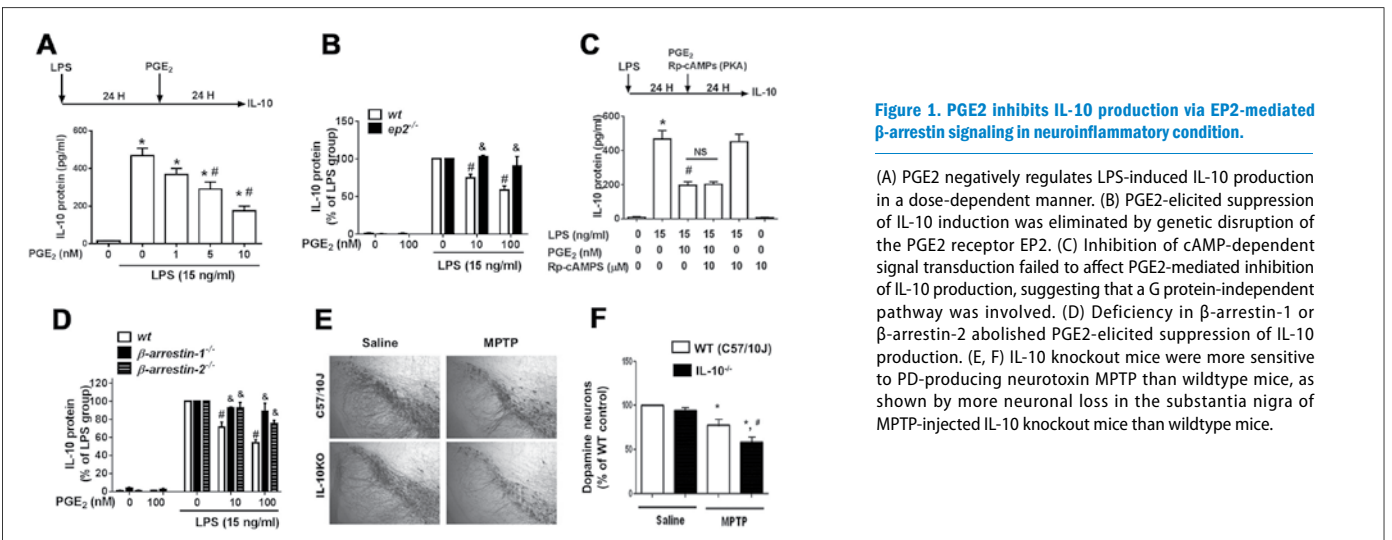 A
LPS
PGE2
24 H
24 H
IL-10
IL-10 protein (pg/ml)
600
400
200
0
*
*
* #
* #
PGE2 (nM)
0
0
1
5
10
LPS (15 ng/ml)
B
wt
ep2-/-
IL-10 protein
(% of LPS group)
150
100
50
0
#
&
#
&
PGE2 (nM)
0
100
0
10
100
LPS (15 ng/ml)
C
PGE2
LPS
Rp-cAMPs (PKA)
24 H
24 H
IL-10
IL-10 protein (pg/ml)
600
400
200
0
*
#
NS
LPS (ng/ml) 0 15 15 15 15 0
PGE2 (nM) 0 0 10 10 0 0
Rp-cAMPS (μM) 0 0 0 10 10 10
D
wt
β-arrestin-1-/-
β-arrestin-2-/-
IL-10 protein
(% of LPS group)
120
100
80
60
40
20
0
#
&
&
#
&
&
PGE2 (nM)
0
100
0
10
100
LPS (15 ng/ml)
E
Saline
MPTP
C57/10J
IL-10KO
F
WT (C57/10J)
IL-10-/-
Dopamine neurons
(% of WT control)
150
100
50
0
*
*, #
Saline
MPTP
Figure 1. PGE2 inhibits IL-10 production via EP2-mediated
β-arrestin signaling in neuroinflammatory condition.
(A) PGE2 negatively regulates LPS-induced IL-10 production
in a dose-dependent manner. (B) PGE2-elicited suppression
of IL-10 induction was eliminated by genetic disruption of
the PGE2 receptor EP2. (C) Inhibition of cAMP-dependent
signal transduction failed to affect PGE2-mediated inhibition
of IL-10 production, suggesting that a G protein-independent
pathway was involved. (D) Deficiency in β-arrestin-1 or
β-arrestin-2 abolished PGE2-elicited suppression of IL-10
production. (E, F) IL-10 knockout mice were more sensitive
to PD-producing neurotoxin MPTP than wildtype mice, as
shown by more neuronal loss in the substantia nigra of
MPTP-injected IL-10 knockout mice than wildtype mice.